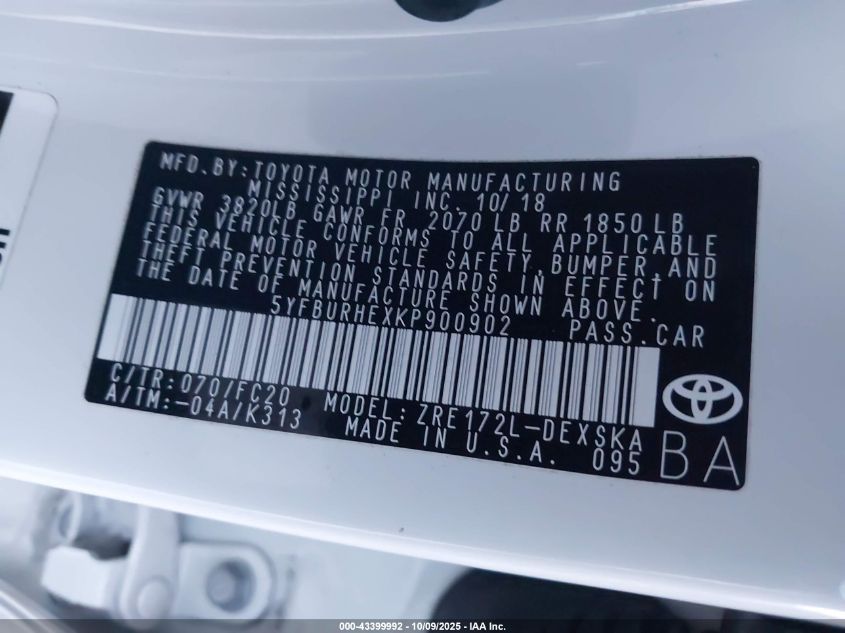 MFD.BY:TOYOTA MOTOR MANUFACTURING
MISSISSIPPI INC. 10/18
GVWR 3820LB GAWR FR 2070 LB RR 1850 LB
THIS VEHICLE CONFORMS TO ALL APPLICABLE
FEDERAL MOTOR VEHICLE SAFETY,BUMPER,AND
THEFT PREVENTION STANDARDS IN EFFECT ON
THE DATE OF MANUFACTURE SHOWN ABOVE.
5YFBURHEXKP900902 PASS.CAR
C/TR:070/FC20
A/TM:-04A/K313
MODEL: ZRE172L-DEXSKA
MADE IN U.S.A. 095
BA
000-43399992 - 10/09/2025 - IAA Inc.